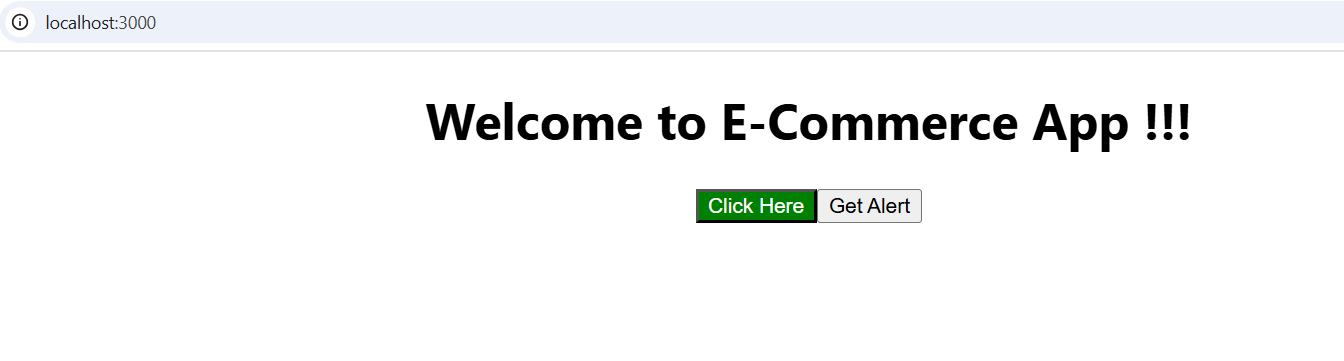 localhost:3000
Welcome to E-Commerce App !!!
Click Here Get Alert